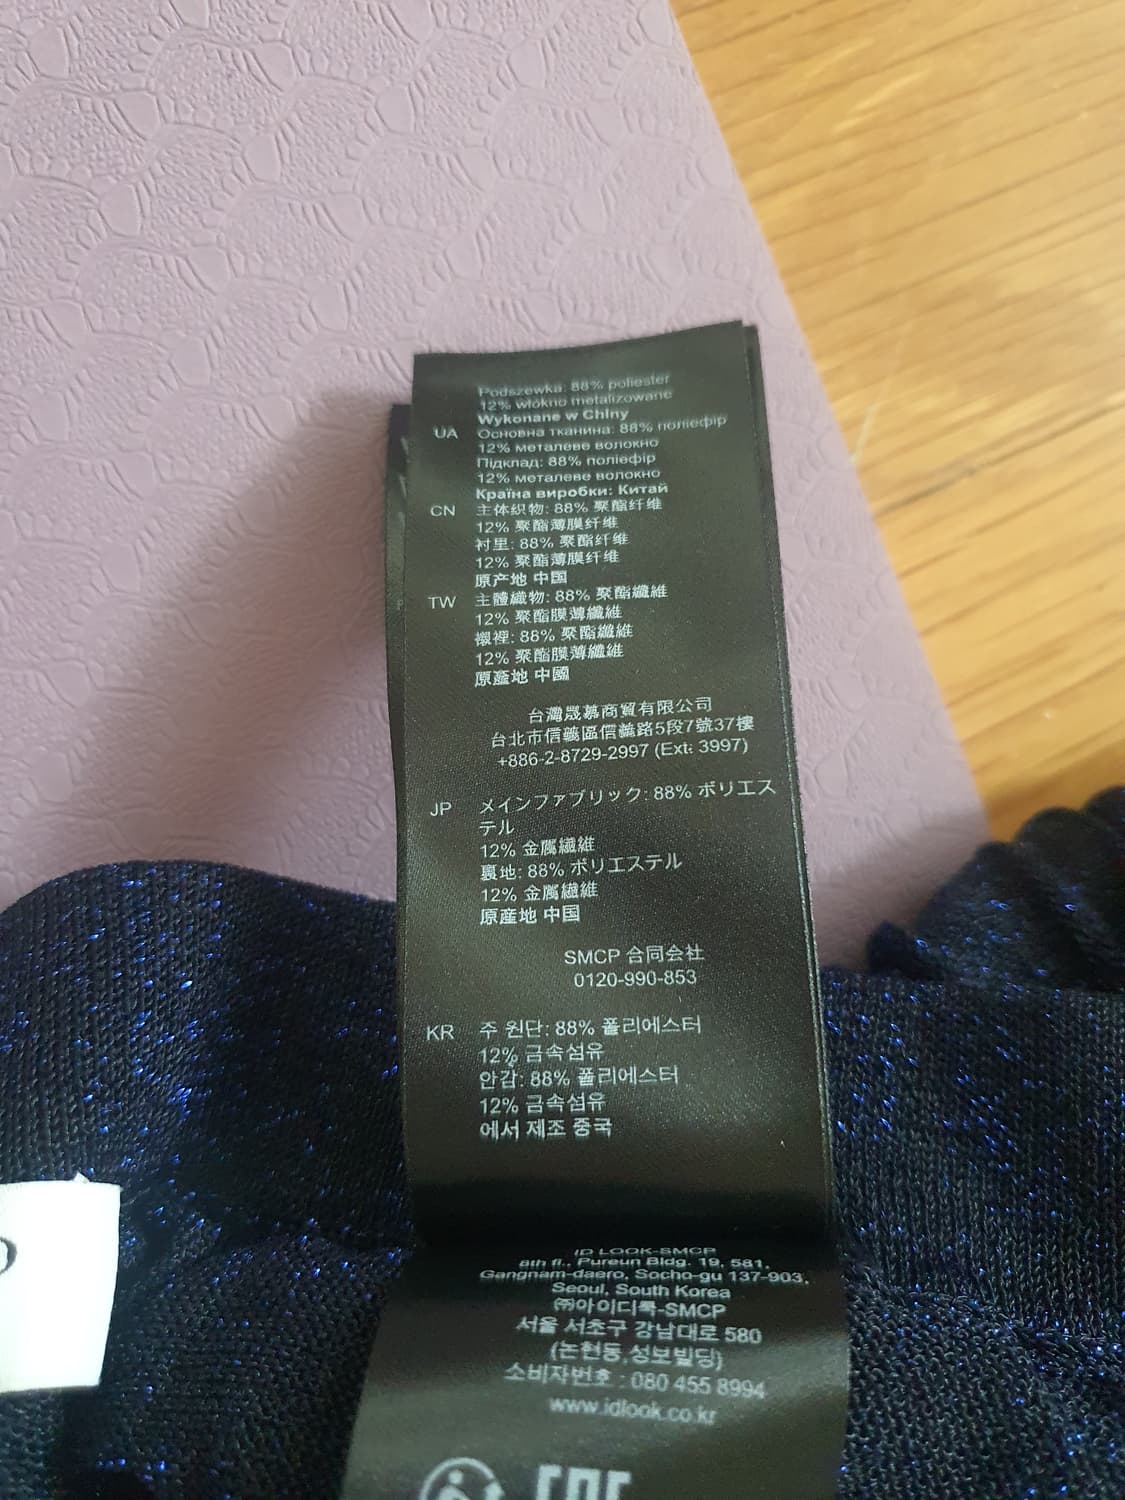 Podszewka: 88% poliester
12% włókno metalizowane
Wykonane w Chiny
UA Основна тканина: 88% поліефір
12% металеве волокно
Підклад: 88% поліефір
12% металеве волокно
Країна виробки: Китай
CN 主体织物: 88% 聚酯纤维
12% 聚酯薄膜纤维
衬里: 88% 聚酯纤维
12% 聚酯薄膜纤维
原产地 中国
TW 主體織物: 88% 聚酯纖維
12% 聚酯膜薄纖維
襯裡: 88% 聚酯纖維
12% 聚酯膜薄纖維
原產地 中國
台灣晟慕商貿有限公司
台北市信義區信義路5段7號37樓
+886-2-8729-2997 (Ext: 3997)
JP メインファブリック: 88% ポリエス
テル
12% 金属繊維
裏地: 88% ポリエステル
12% 金属繊維
原産地 中国
SMCP 合同会社
0120-990-853
KR 주 원단: 88% 폴리에스터
12% 금속섬유
안감: 88% 폴리에스터
12% 금속섬유
에서 제조 중국
ID LOOK-SMCP
8th fl., Pureun Bldg. 19, 581,
Gangnam-daero, Socho-gu 137-903,
Seoul, South Korea
㈜아이디룩-SMCP
서울 서초구 강남대로 580
(논현동,성보빌딩)
소비자번호 : 080 455 8994
www.idlook.co.kr